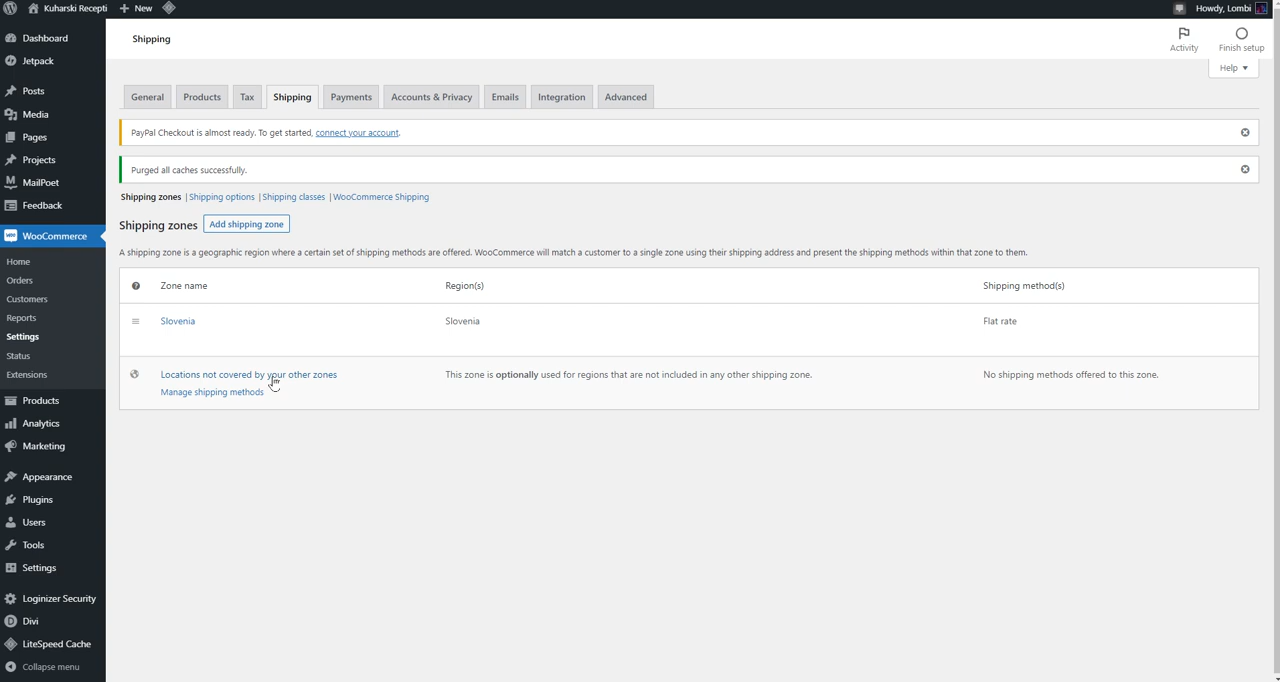 Kuharski Recepti + New
Howdy, Lombi
Dashboard
Jetpack
Posts
Media
Pages
Projects
MailPoet
Feedback
WooCommerce
Home
Orders
Customers
Reports
Settings
Status
Extensions
Products
Analytics
Marketing
Appearance
Plugins
Users
Tools
Settings
Loginizer Security
Divi
LiteSpeed Cache
Collapse menu
Shipping
Activity
Finish setup
Help
General Products Tax Shipping Payments Accounts & Privacy Emails Integration Advanced
PayPal Checkout is almost ready. To get started, connect your account.
Purged all caches successfully.
Shipping zones | Shipping options | Shipping classes | WooCommerce Shipping
Shipping zones Add shipping zone
A shipping zone is a geographic region where a certain set of shipping methods are offered. WooCommerce will match a customer to a single zone using their shipping address and present the shipping methods within that zone to them.
Zone name Region(s) Shipping method(s)
Slovenia Slovenia Flat rate
Locations not covered by your other zones This zone is optionally used for regions that are not included in any other shipping zone. No shipping methods offered to this zone.
Manage shipping methods